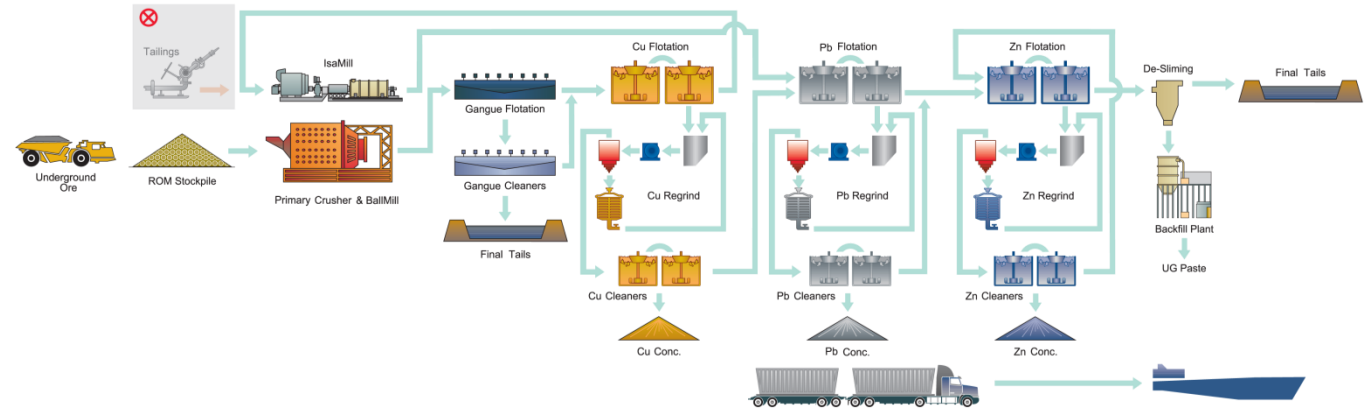 Tailings
IsaMill
Cu Flotation
Pb Flotation
Zn Flotation
De-Sliming
Final Tails
Gangue Flotation
Underground
Ore
ROM Stockpile
Primary Crusher & BallMill
Gangue Cleaners
Cu Regrind
Pb Regrind
Zn Regrind
Backfill Plant
Final Tails
UG Paste
Cu Cleaners
Pb Cleaners
Zn Cleaners
Cu Conc.
Pb Conc.
Zn Conc.